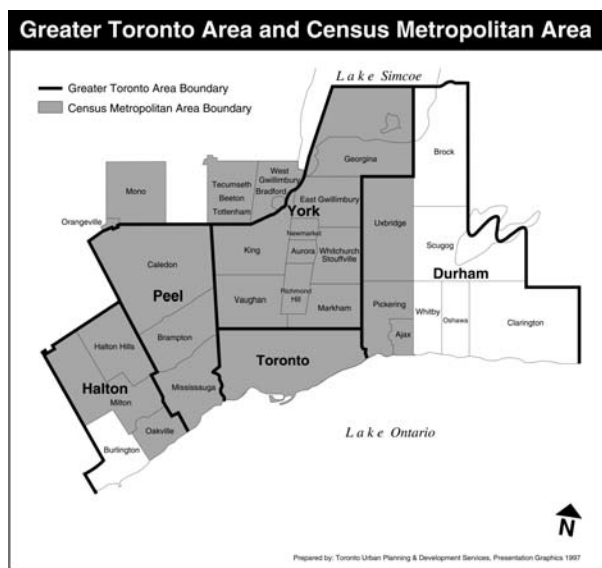 Greater Toronto Area and Census Metropolitan Area
Lake Simcoe
Greater Toronto Area Boundary
Census Metropolitan Area Boundary
Mono
Orangeville
Tecumseth
Beeton
Tottenham
West
Gwillimbury
Bradford
Georgina
Brock
East Gwillimbury
York
Newmarket
King
Aurora
Whitchurch
Stouffville
Uxbridge
Scugog
Durham
Caledon
Peel
Vaughan
Richmond
Hill
Markham
Pickering
Ajax
Whitby
Oshawa
Clarington
Brampton
Halton Hills
Toronto
Halton
Milton
Mississauga
Oakville
Burlington
Lake Ontario
N
Prepared by: Toronto Urban Planning & Development Services, Presentation Graphics 1997